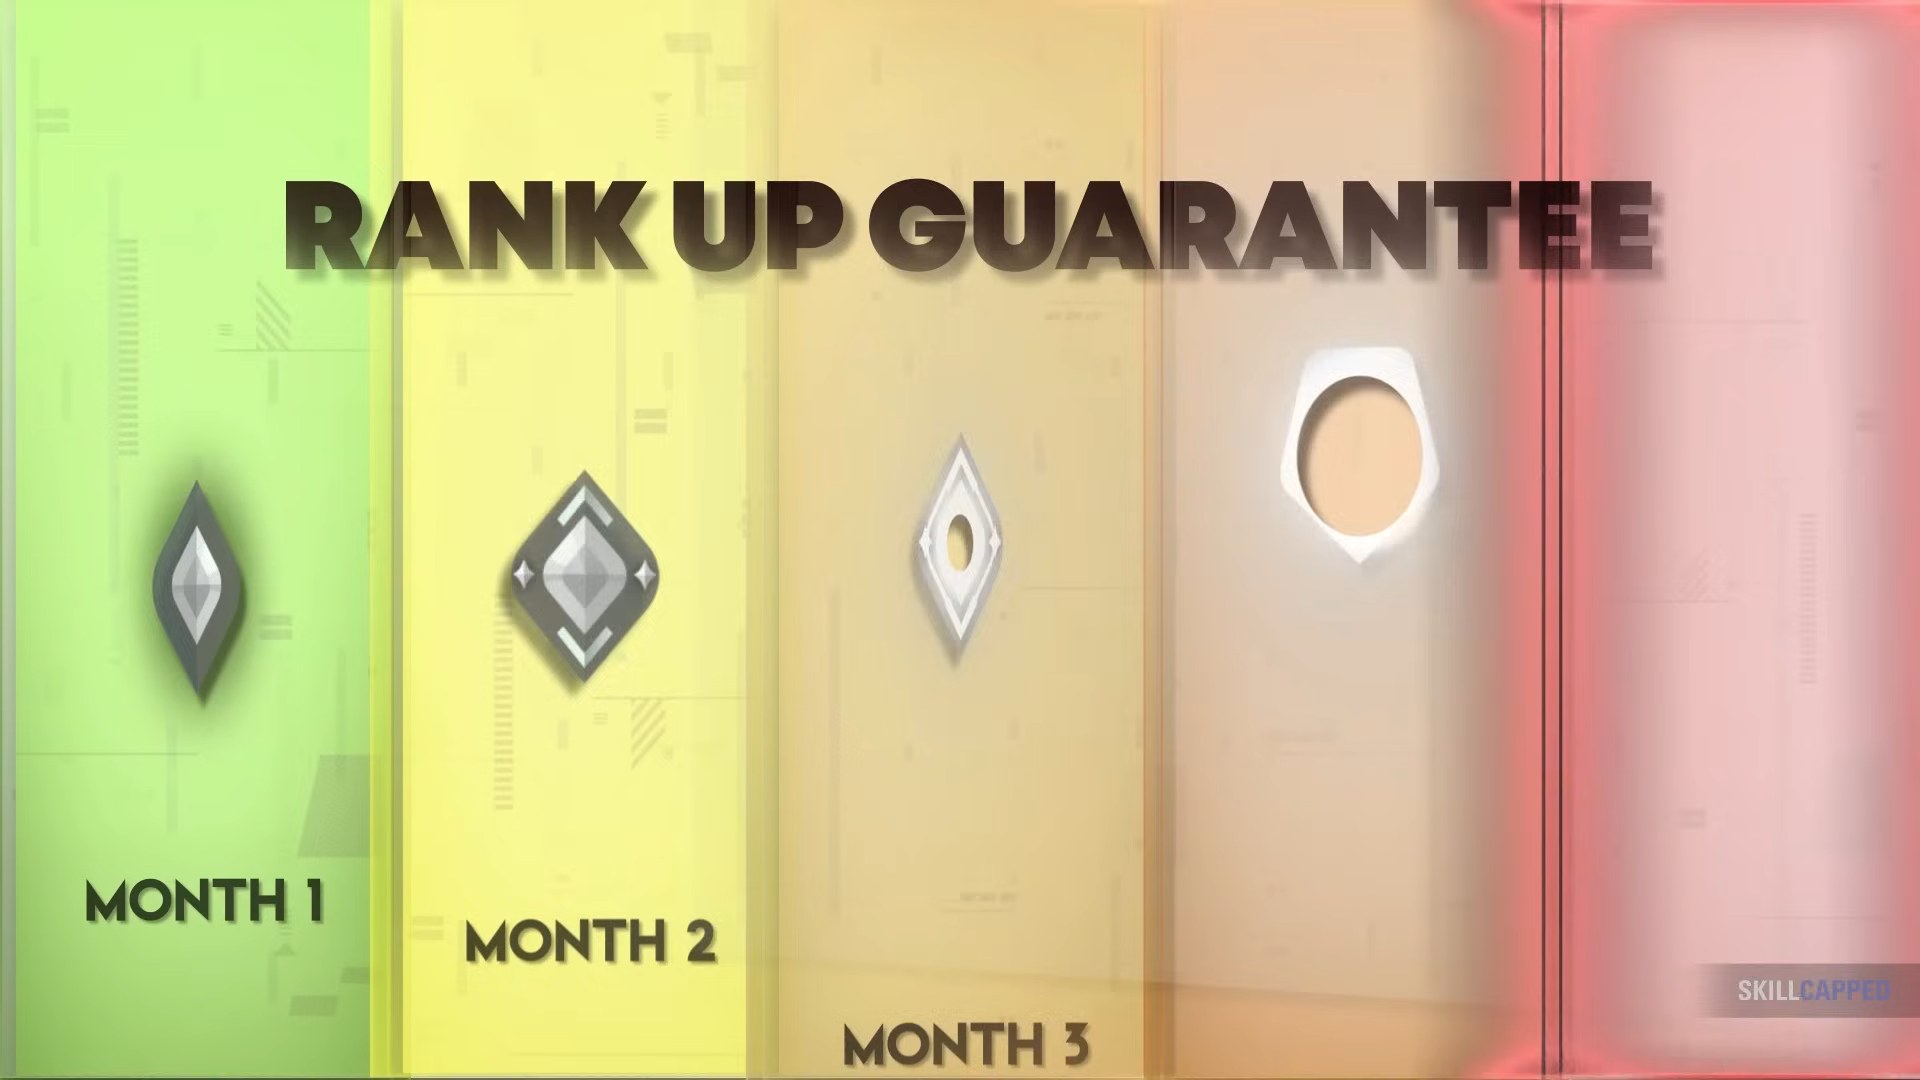 RANK UP GUARANTEE
MONTH 1
MONTH 2
MONTH 3
SKILLCAPPED